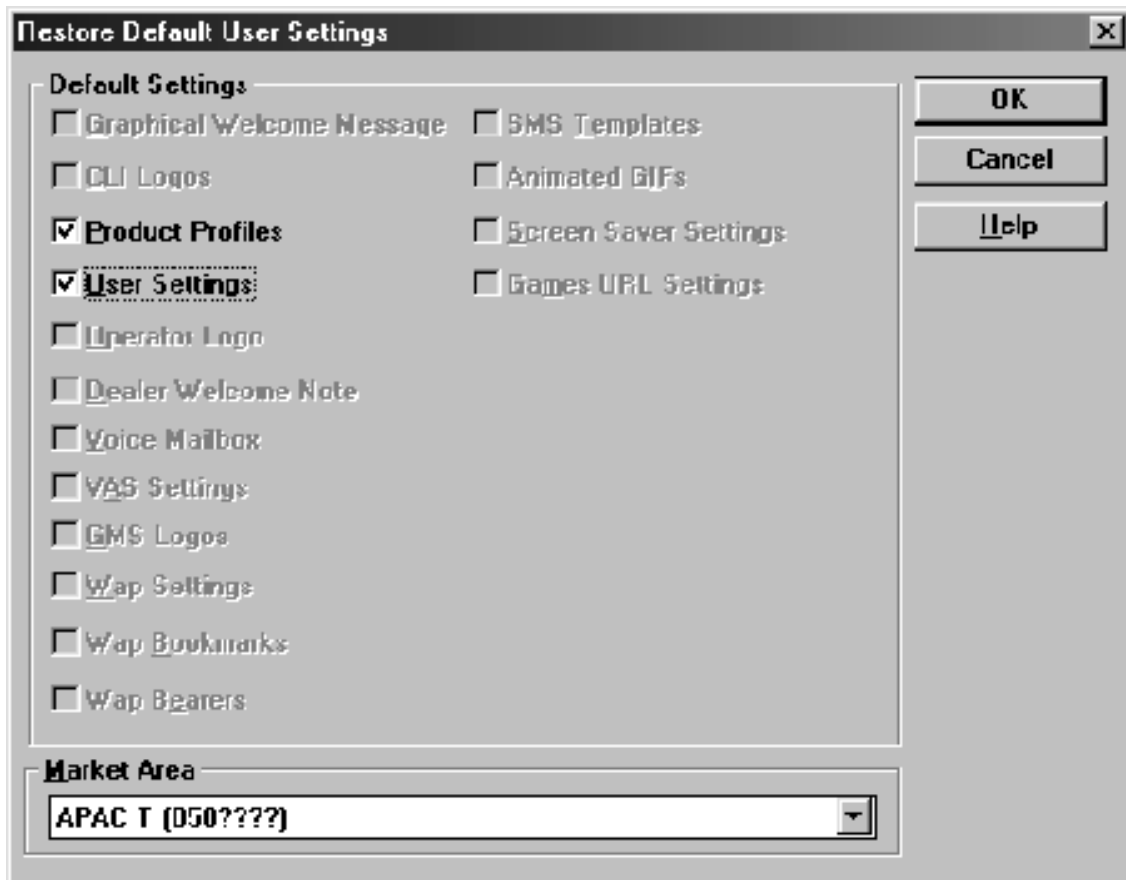 Restore Default User Settings
Default Settings
Graphical Welcome Message
CLI Logos
Product Profiles
User Settings
Operator Logo
Dealer Welcome Note
Voice Mailbox
VAS Settings
GMS Logos
Wap Settings
Wap Bookmarks
Wap Bearers
SMS Templates
Animated GIFs
Screen Saver Settings
Games URL Settings
OK
Cancel
Help
Market Area
APAC T (050????)